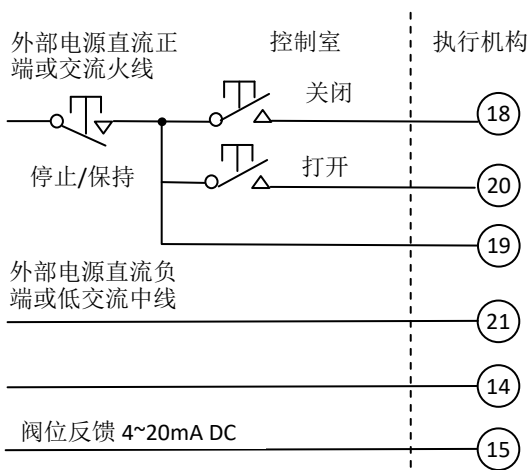 外部电源直流正
端或交流火线
控制室
执行机构
关闭
18
停止/保持
打开
20
19
外部电源直流负
端或低交流中线
21
14
阀位反馈 4~20mA DC
15